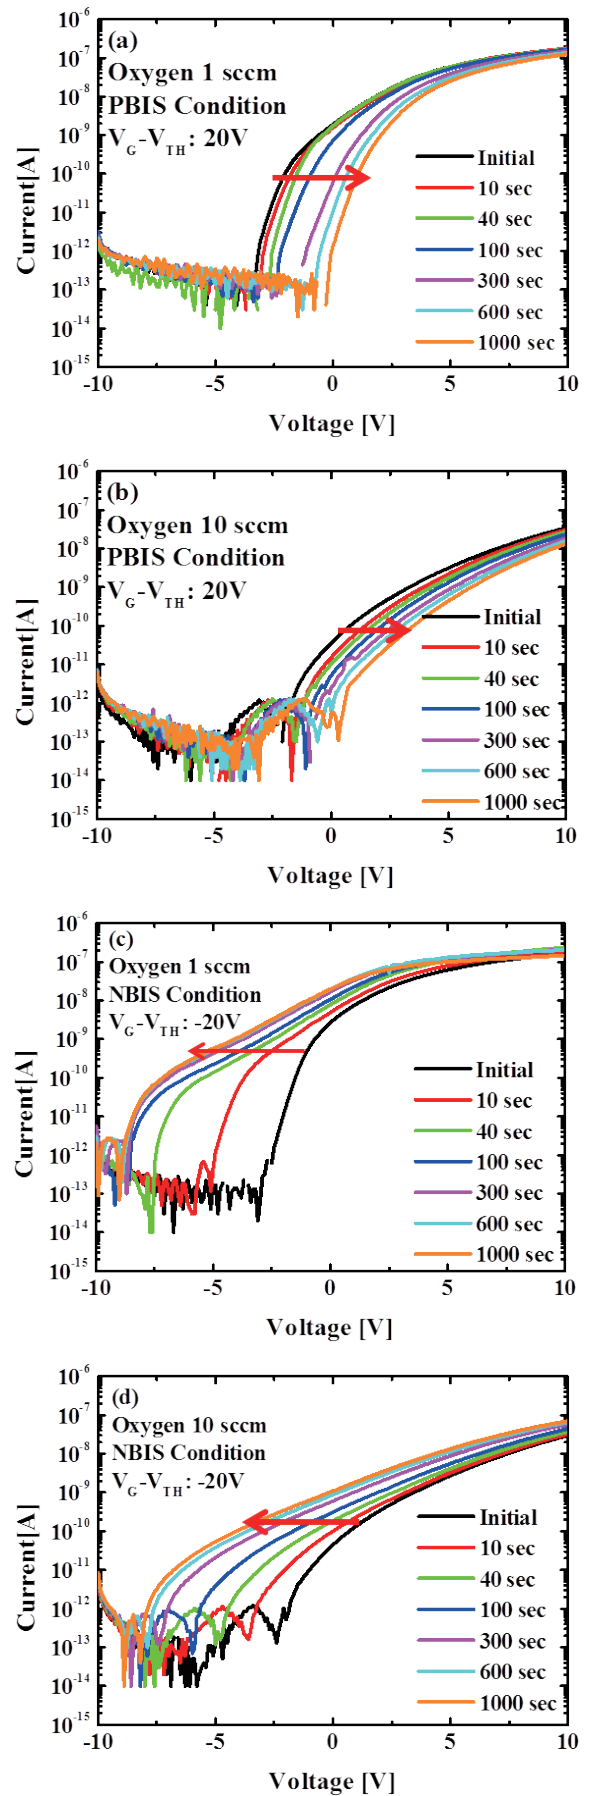 (a)
Oxygen 1 sccm
PBIS Condition
V_G-V_TH: 20V
10^-6
10^-7
10^-8
10^-9
10^-10
10^-11
10^-12
10^-13
10^-14
10^-15
Current[A]
Initial
10 sec
40 sec
100 sec
300 sec
600 sec
1000 sec
-10
-5
0
5
10
Voltage [V]
(b)
Oxygen 10 sccm
PBIS Condition
V_G-V_TH: 20V
10^-6
10^-7
10^-8
10^-9
10^-10
10^-11
10^-12
10^-13
10^-14
10^-15
Current[A]
Initial
10 sec
40 sec
100 sec
300 sec
600 sec
1000 sec
-10
-5
0
5
10
Voltage [V]
(c)
Oxygen 1 sccm
NBIS Condition
V_G-V_TH: -20V
10^-6
10^-7
10^-8
10^-9
10^-10
10^-11
10^-12
10^-13
10^-14
10^-15
Current[A]
Initial
10 sec
40 sec
100 sec
300 sec
600 sec
1000 sec
-10
-5
0
5
10
Voltage [V]
(d)
Oxygen 10 sccm
NBIS Condition
V_G-V_TH: -20V
10^-6
10^-7
10^-8
10^-9
10^-10
10^-11
10^-12
10^-13
10^-14
10^-15
Current[A]
Initial
10 sec
40 sec
100 sec
300 sec
600 sec
1000 sec
-10
-5
0
5
10
Voltage [V]